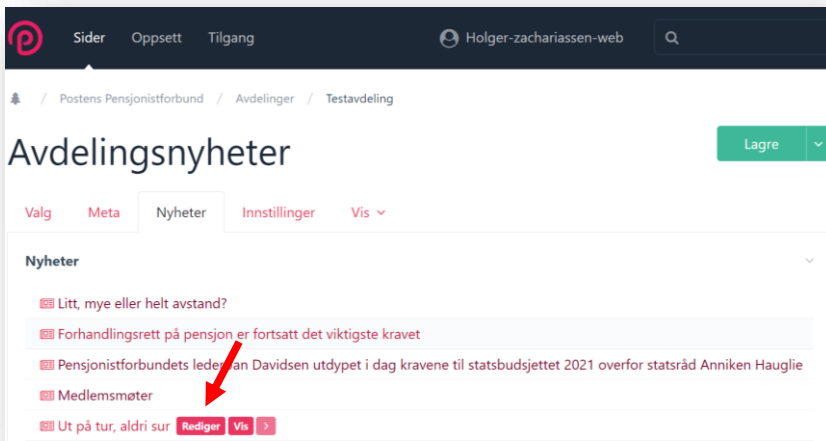 Sider Oppsett Tilgang Holger-zachariassen-web
/ Postens Pensjonistforbund / Avdelinger / Testavdeling
Avdelingsnyheter
Lagre
Valg Meta Nyheter Innstillinger Vis
Nyheter
Litt, mye eller helt avstand?
Forhandlingsrett på pensjon er fortsatt det viktigste kravet
Pensjonistforbundets leder Davidsen utdypet i dag kravene til statsbudsjettet 2021 overfor statsråd Anniken Hauglie
Medlemsmøter
Ut på tur, aldri sur Rediger Vis >